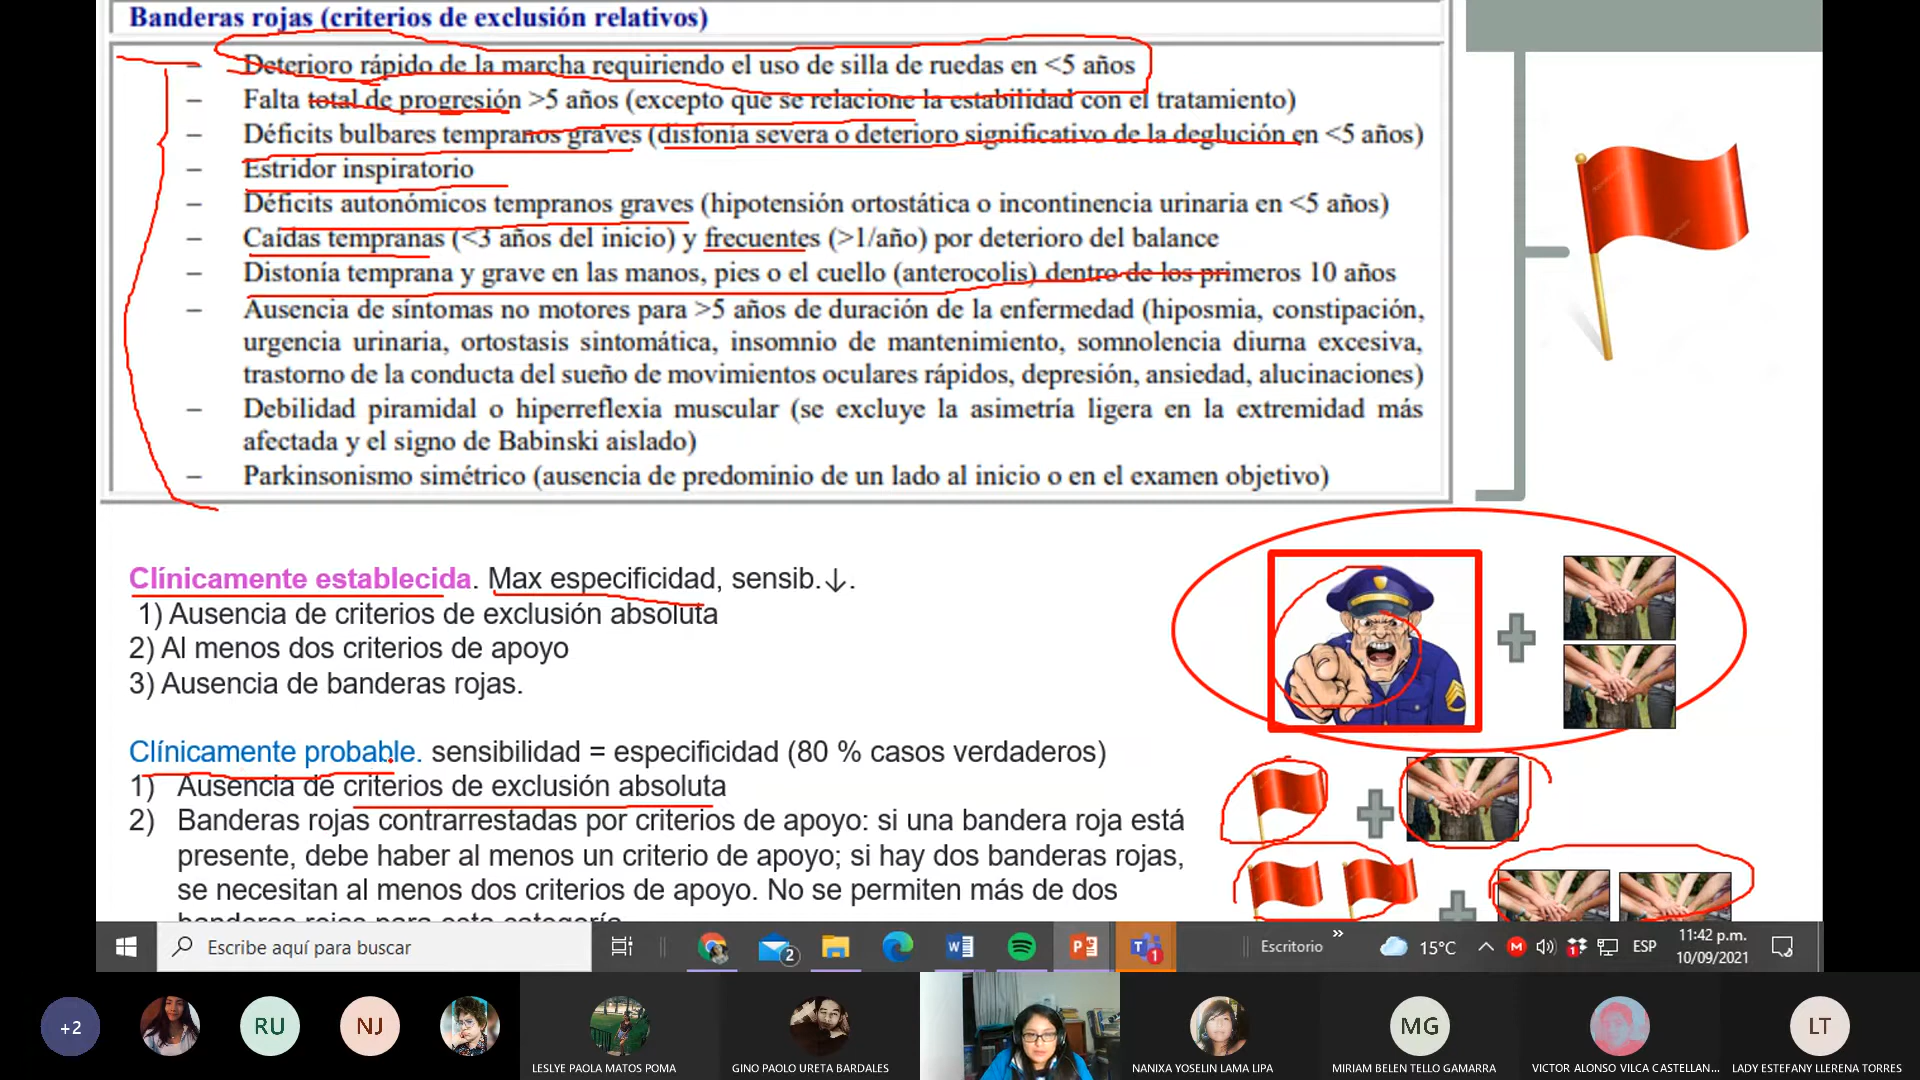 Banderas rojas (criterios de exclusión relativos)
– Deterioro rápido de la marcha requiriendo el uso de silla de ruedas en <5 años
– Falta total de progresión >5 años (excepto que se relacione la estabilidad con el tratamiento)
– Déficits bulbares tempranos graves (disfonía severa o deterioro significativo de la deglución en <5 años)
– Estridor inspiratorio
– Déficits autonómicos tempranos graves (hipotensión ortostática o incontinencia urinaria en <5 años)
– Caídas tempranas (<3 años del inicio) y frecuentes (>1/año) por deterioro del balance
– Distonía temprana y grave en las manos, pies o el cuello (anterocolis) dentro de los primeros 10 años
– Ausencia de síntomas no motores para >5 años de duración de la enfermedad (hiposmia, constipación,
urgencia urinaria, ortostasis sintomática, insomnio de mantenimiento, somnolencia diurna excesiva,
trastorno de la conducta del sueño de movimientos oculares rápidos, depresión, ansiedad, alucinaciones)
– Debilidad piramidal o hiperreflexia muscular (se excluye la asimetría ligera en la extremidad más
afectada y el signo de Babinski aislado)
– Parkinsonismo simétrico (ausencia de predominio de un lado al inicio o en el examen objetivo)
Clínicamente establecida. Max especificidad, sensib.↓.
1) Ausencia de criterios de exclusión absoluta
2) Al menos dos criterios de apoyo
3) Ausencia de banderas rojas.
Clínicamente probable. sensibilidad = especificidad (80 % casos verdaderos)
1) Ausencia de criterios de exclusión absoluta
2) Banderas rojas contrarrestadas por criterios de apoyo: si una bandera roja está
presente, debe haber al menos un criterio de apoyo; si hay dos banderas rojas,
se necesitan al menos dos criterios de apoyo. No se permiten más de dos
banderas rojas para esta categoría
Escribe aquí para buscar
2
1
Escritorio
»
15°C
1
ESP
11:42 p.m.
10/09/2021
+2
RU
NJ
MG
LT
LESLYE PAOLA MATOS POMA
GINO PAOLO URETA BARDALES
NANIXA YOSELIN LAMA LIPA
MIRIAM BELEN TELLO GAMARRA
VICTOR ALONSO VILCA CASTELLAN...
LADY ESTEFANY LLERENA TORRES